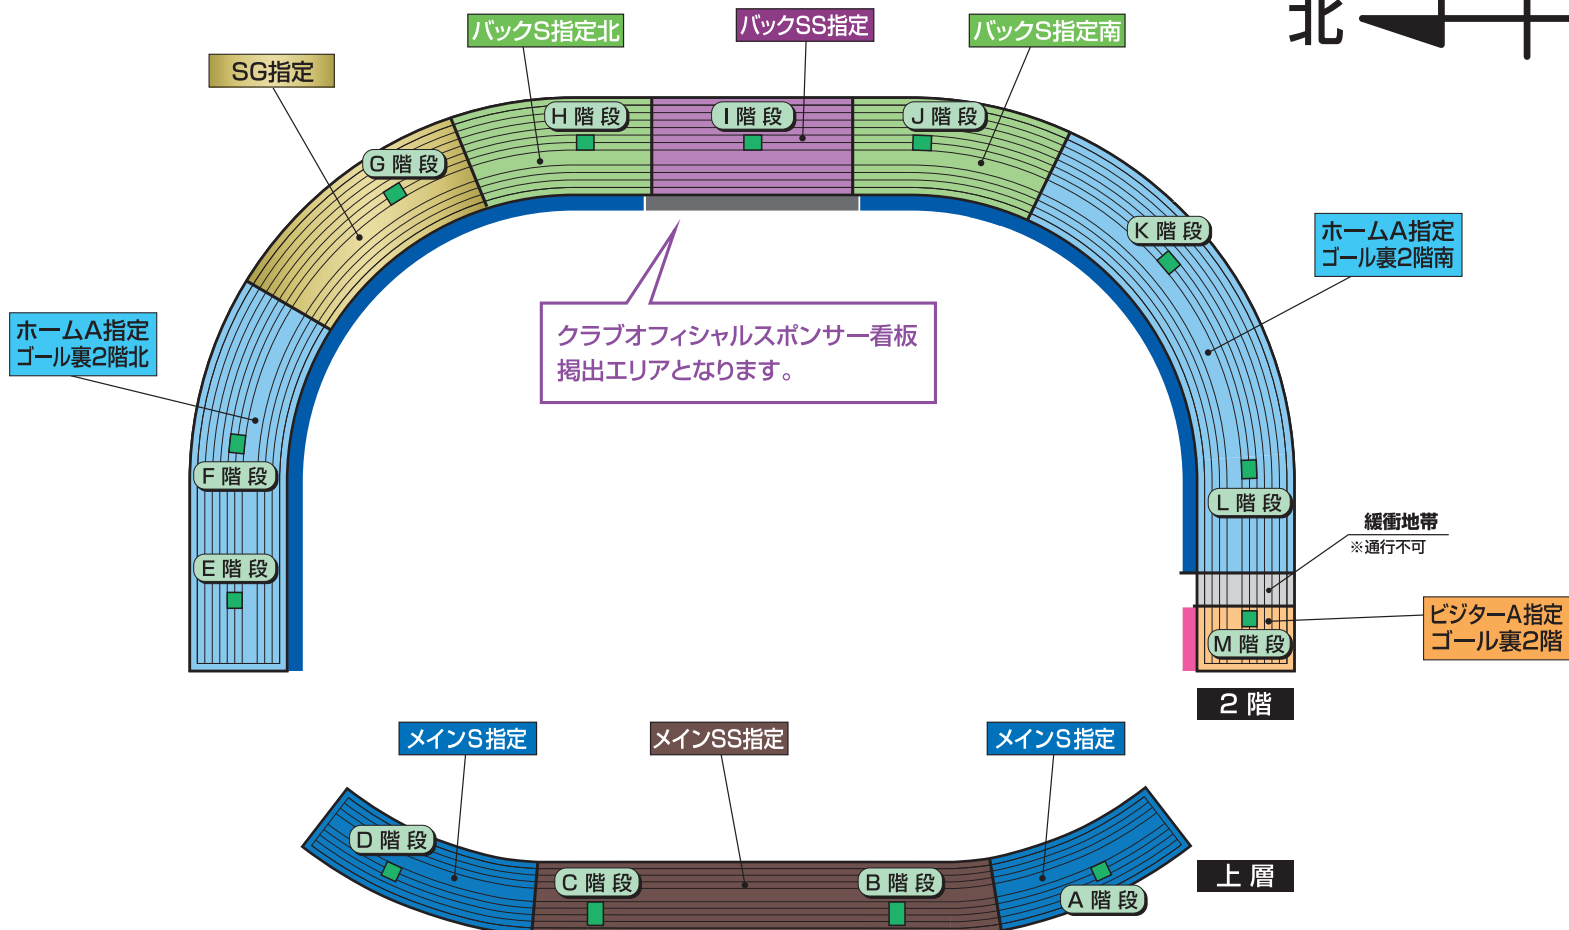 北
バックS指定北
バックSS指定
バックS指定南
SG指定
H 階 段
I 階 段
J 階 段
G 階 段
K 階 段
ホームA指定
ゴール裏2階南
ホームA指定
ゴール裏2階北
クラブオフィシャルスポンサー看板
掲出エリアとなります。
F 階 段
L 階 段
緩衝地帯
※通行不可
E 階 段
ビジターA指定
ゴール裏2階
M 階 段
2 階
メインS指定
メインSS指定
メインS指定
D 階 段
C 階 段
B 階 段
A 階 段
上 層